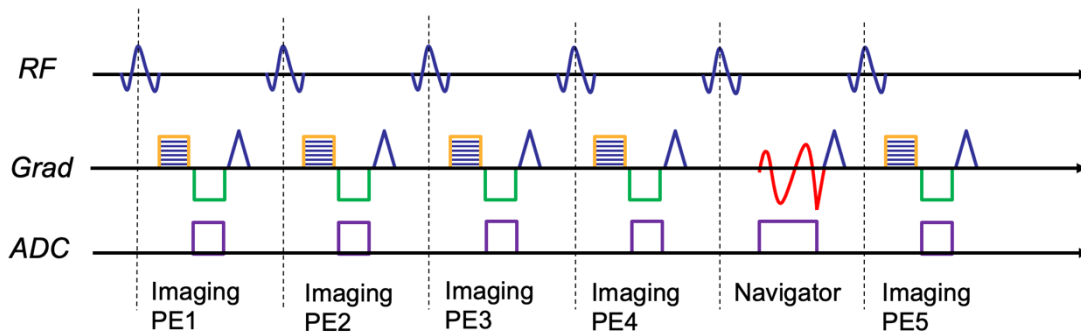 RF
Grad
ADC
Imaging
PE1
Imaging
PE2
Imaging
PE3
Imaging
PE4
Navigator
Imaging
PE5